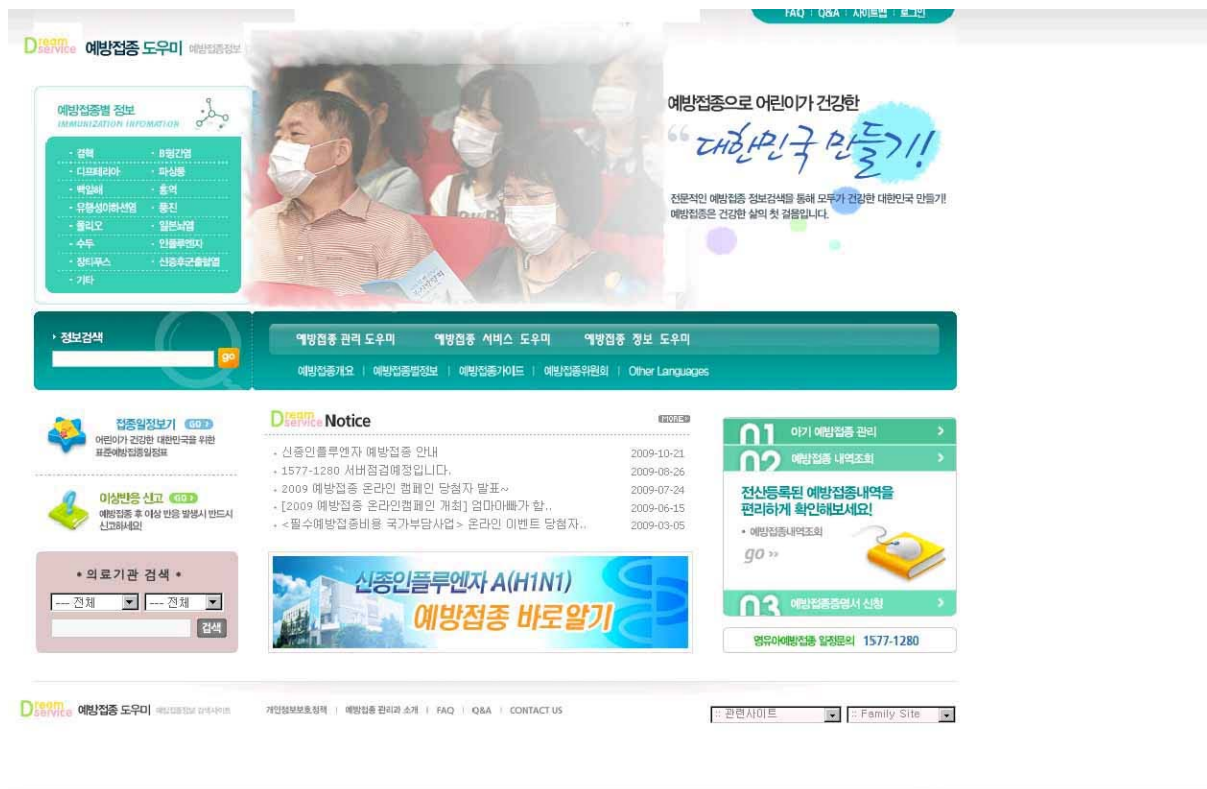 FAQ | Q&A | 사이트맵 | 로그인
Dream service 예방접종 도우미 예방접종정보
예방접종별 정보
IMMUNIZATION INFOMATION
· 결핵
· B형간염
· 디프테리아
· 파상풍
· 백일해
· 홍역
· 유행성이하선염
· 풍진
· 폴리오
· 일본뇌염
· 수두
· 인플루엔자
· 장티푸스
· 신증후군출혈열
· 기타
예방접종으로 어린이가 건강한
“대한민국 만들기!!
전문적인 예방접종 정보검색을 통해 모두가 건강한 대한민국 만들기!
예방접종은 건강한 삶의 첫 걸음입니다.
정보검색
go
예방접종 관리 도우미 예방접종 서비스 도우미 예방접종 정보 도우미
예방접종개요 | 예방접종별정보 | 예방접종가이드 | 예방접종위원회 | Other Languages
접종일정보기 GO
어린이가 건강한 대한민국을 위한
표준예방접종일정표
이상반응 신고 GO
예방접종 후 이상 반응 발생시 반드시
신고하세요!
• 의료기관 검색 •
--- 전체 --- 전체
검색
Dream service Notice MORE
· 신종인플루엔자 예방접종 안내 2009-10-21
· 1577-1280 서버점검예정입니다. 2009-08-26
· 2009 예방접종 온라인 캠페인 당첨자 발표~ 2009-07-24
· [2009 예방접종 온라인캠페인 개최] 엄마아빠가 함.. 2009-06-15
· <필수예방접종비용 국가부담사업> 온라인 이벤트 당첨자.. 2009-03-05
신종인플루엔자 A(H1N1)
예방접종 바로알기
01 아기 예방접종 관리
02 예방접종 내역조회
전산등록된 예방접종내역을
편리하게 확인해보세요!
• 예방접종내역조회
go »
03 예방접종증명서 신청
영유아예방접종 일정문의 1577-1280
Dream service 예방접종 도우미 예방접종정보 검색사이트
개인정보보호정책 | 예방접종 관리과 소개 | FAQ | Q&A | CONTACT US
:: 관련사이트 :: Family Site